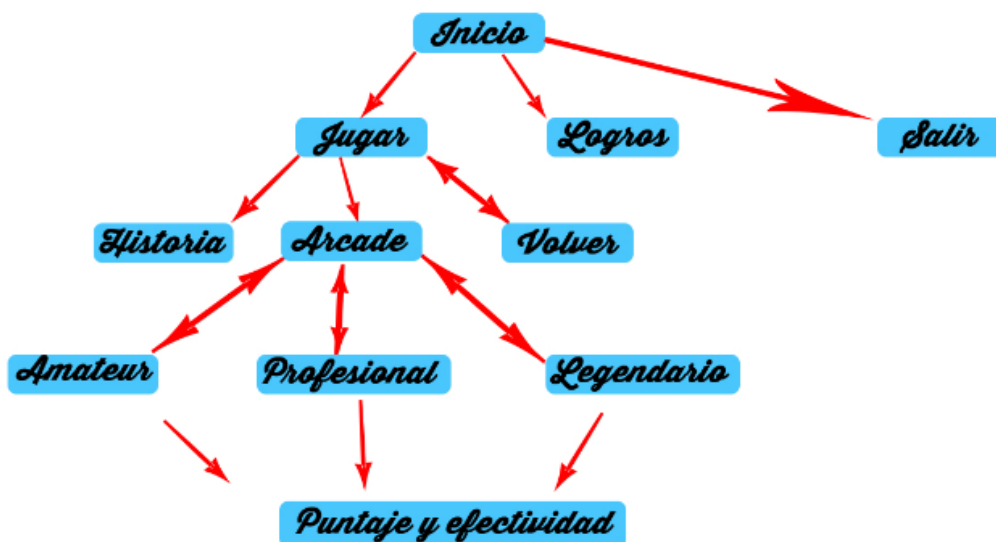 Inicio
Jugar
Logros
Salir
Historia
Arcade
Volver
Amateur
Profesional
Legendario
Puntaje y efectividad